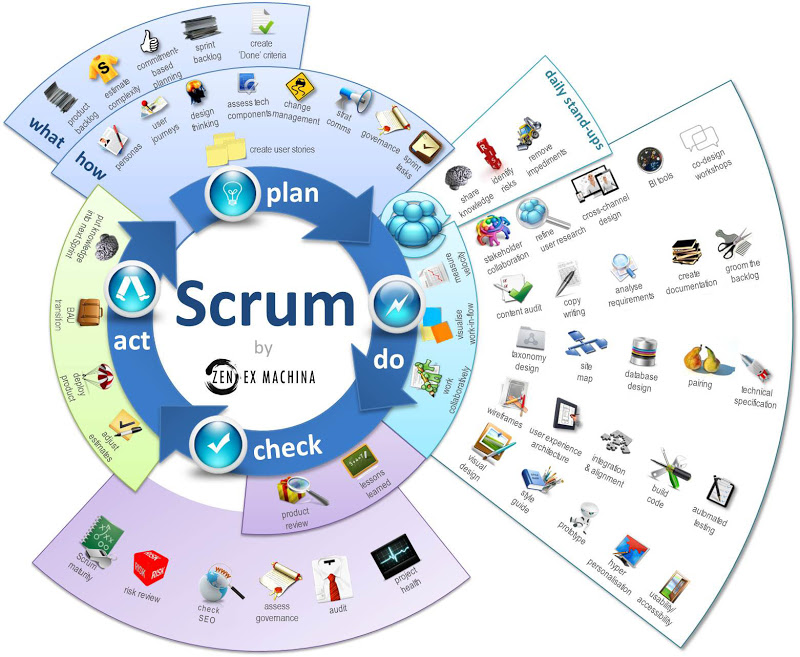 what
product
backlog
estimate
complexity
commitment-
based
planning
sprint
backlog
create
'Done' criteria
how
personas
user
journeys
design
thinking
assess tech
components
change
management
strat
comms
governance
sprint
tasks
create user stories
plan
daily stand-ups
share
knowledge
identify
risks
remove
impediments
stakeholder
collaboration
refine
user research
cross-channel
design
BI tools
co-design
workshops
content audit
copy
writing
analyse
requirements
create
documentation
groom the
backlog
taxonomy
design
site
map
database
design
pairing
technical
specification
wireframes
user experience
architecture
integration
& alignment
build
code
automated
testing
visual
design
style
guide
prototype
hyper
personalisation
usability/
accessibility
measure
velocity
visualise
work-in-flow
work
collaboratively
do
Scrum
by
ZEN EX MACHINA
act
put knowledge
into next Sprint
BAU
transition
deploy
product
adjust
estimates
check
product
review
lessons
learned
Scrum
maturity
risk review
check
SEO
assess
governance
audit
project
health
S
RISK
RISK
RISK
WWW